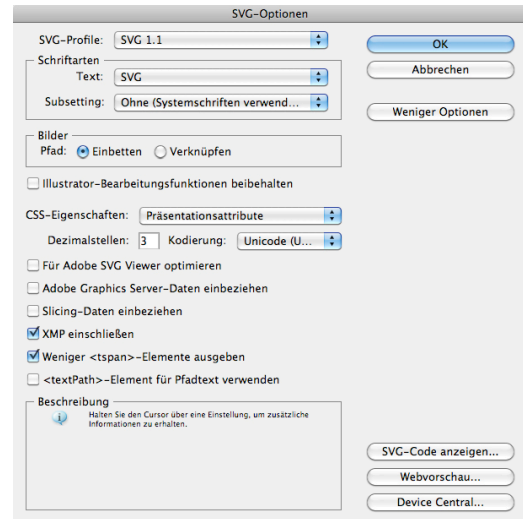 SVG-Optionen
SVG-Profile: SVG 1.1
OK
Schriftarten
Text: SVG
Abbrechen
Subsetting: Ohne (Systemschriften verwend...
Weniger Optionen
Bilder
Pfad: Einbetten Verknüpfen
Illustrator-Bearbeitungsfunktionen beibehalten
CSS-Eigenschaften: Präsentationsattribute
Dezimalstellen: 3 Kodierung: Unicode (U...
Für Adobe SVG Viewer optimieren
Adobe Graphics Server-Daten einbeziehen
Slicing-Daten einbeziehen
XMP einschließen
Weniger <tspan>-Elemente ausgeben
<textPath>-Element für Pfadtext verwenden
Beschreibung
Halten Sie den Cursor über eine Einstellung, um zusätzliche
Informationen zu erhalten.
SVG-Code anzeigen...
Webvorschau...
Device Central...